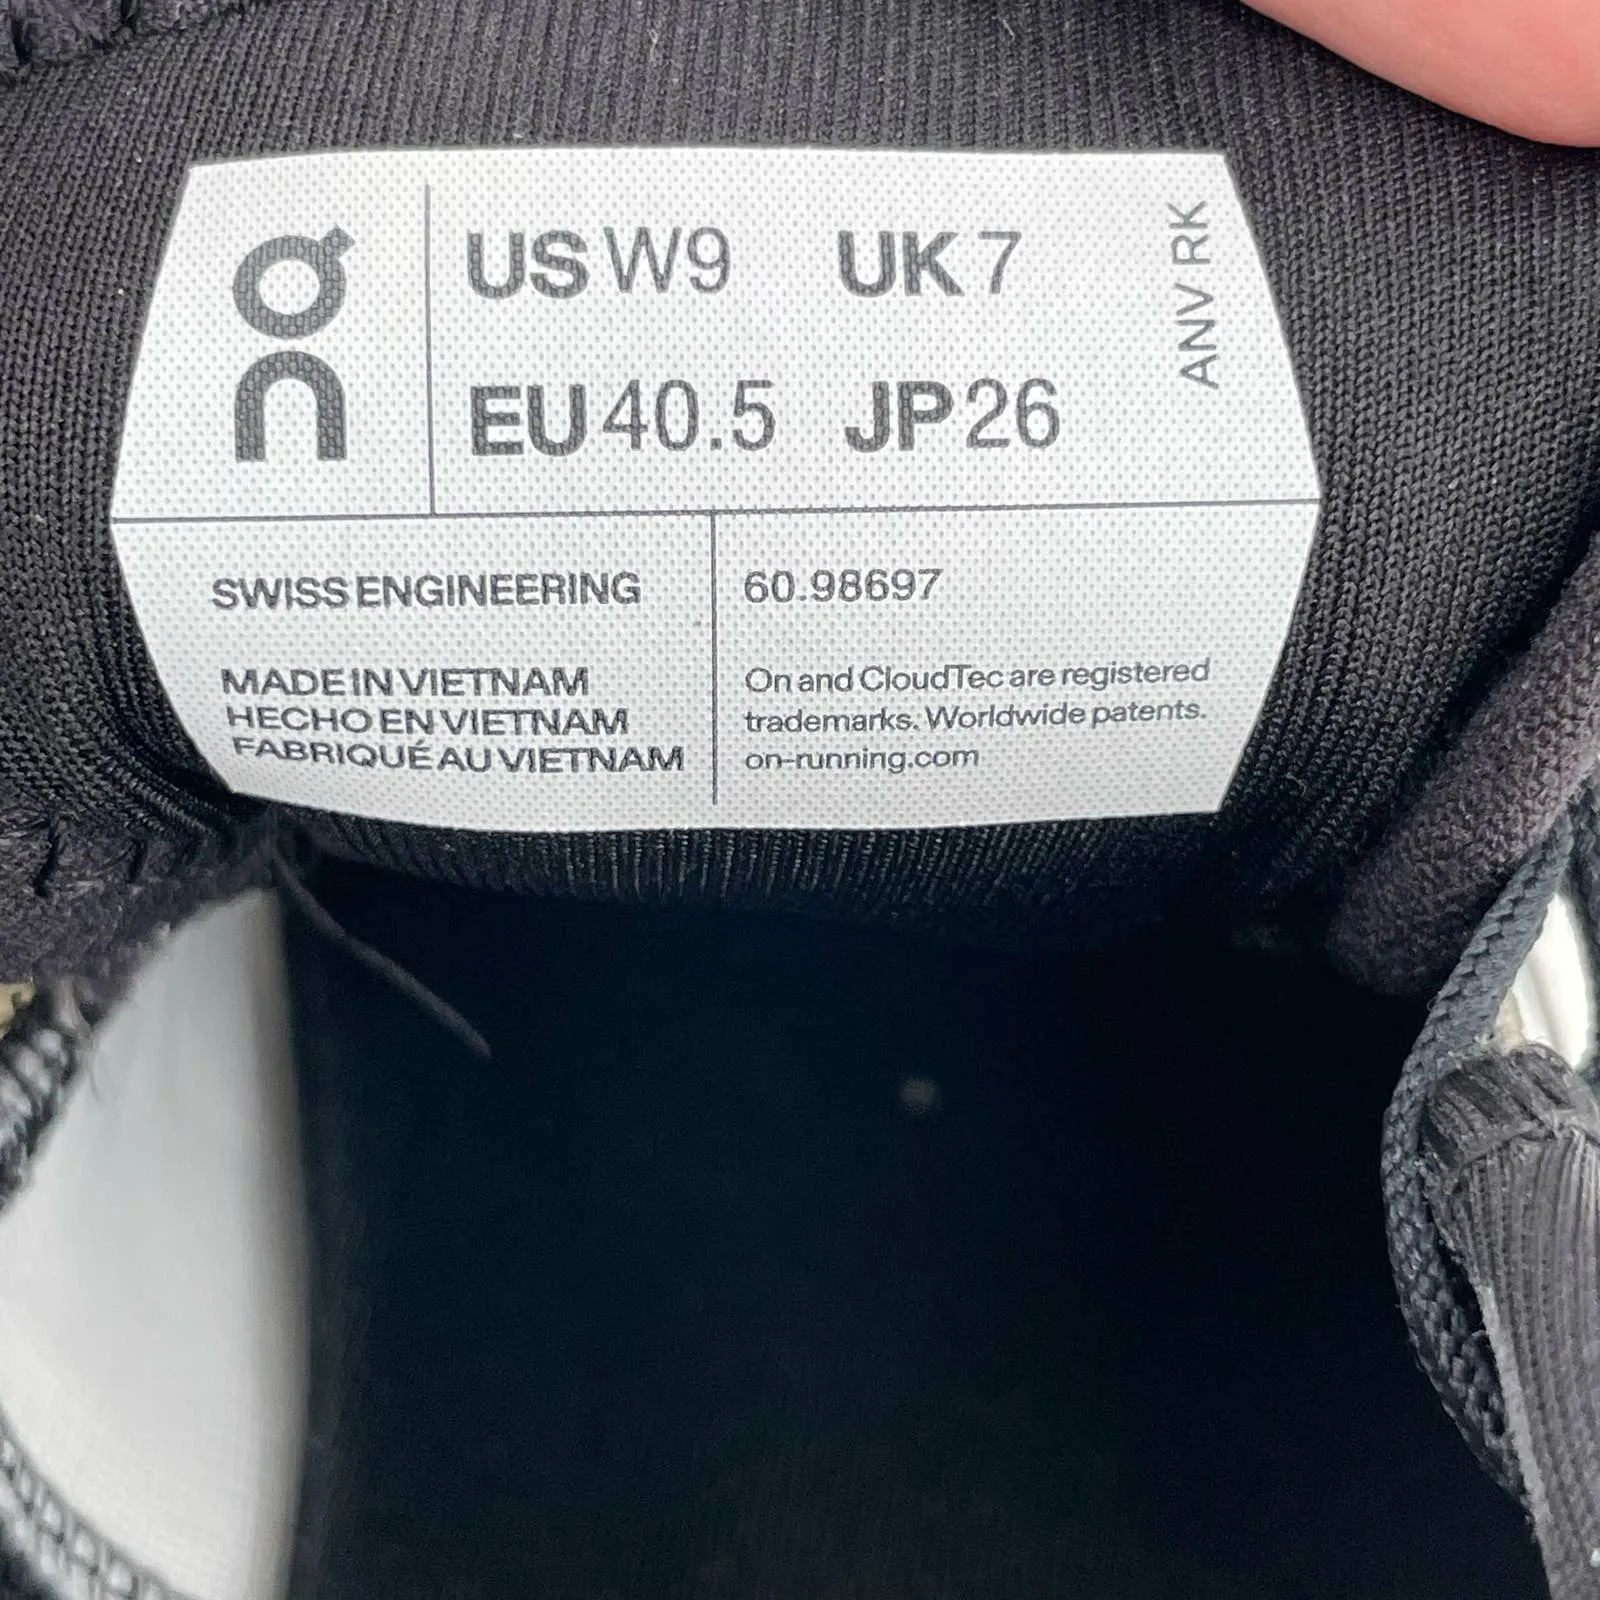 On
US W9 UK 7
EU 40.5 JP 26
ANV RK
SWISS ENGINEERING
MADE IN VIETNAM
HECHO EN VIETNAM
FABRIQUÉ AU VIETNAM
60.98697
On and CloudTec are registered
trademarks. Worldwide patents.
on-running.com